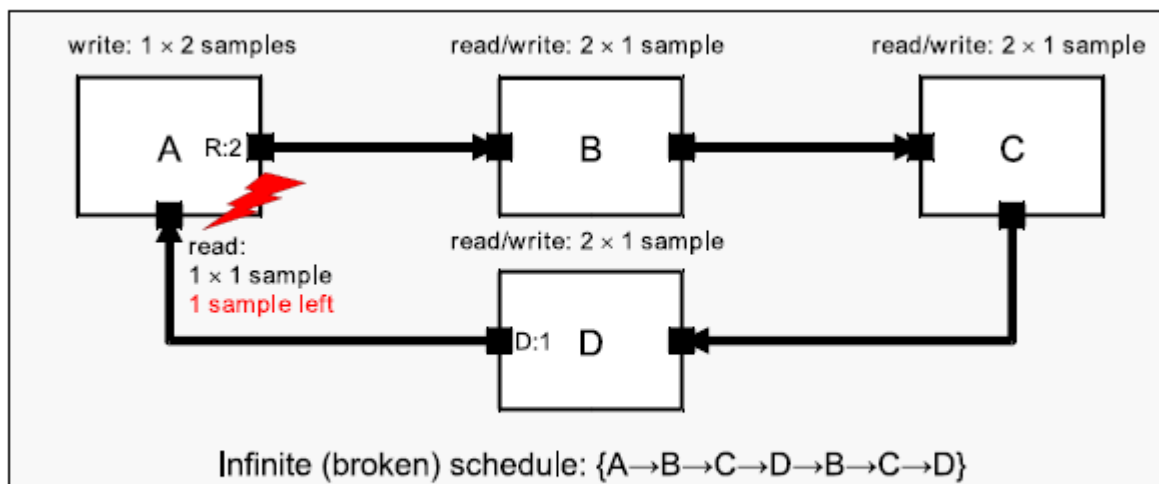 write: 1 × 2 samples
read/write: 2 × 1 sample
read/write: 2 × 1 sample
A
R:2
B
C
read:
1 × 1 sample
1 sample left
read/write: 2 × 1 sample
D:1
D
Infinite (broken) schedule: {A→B→C→D→B→C→D}